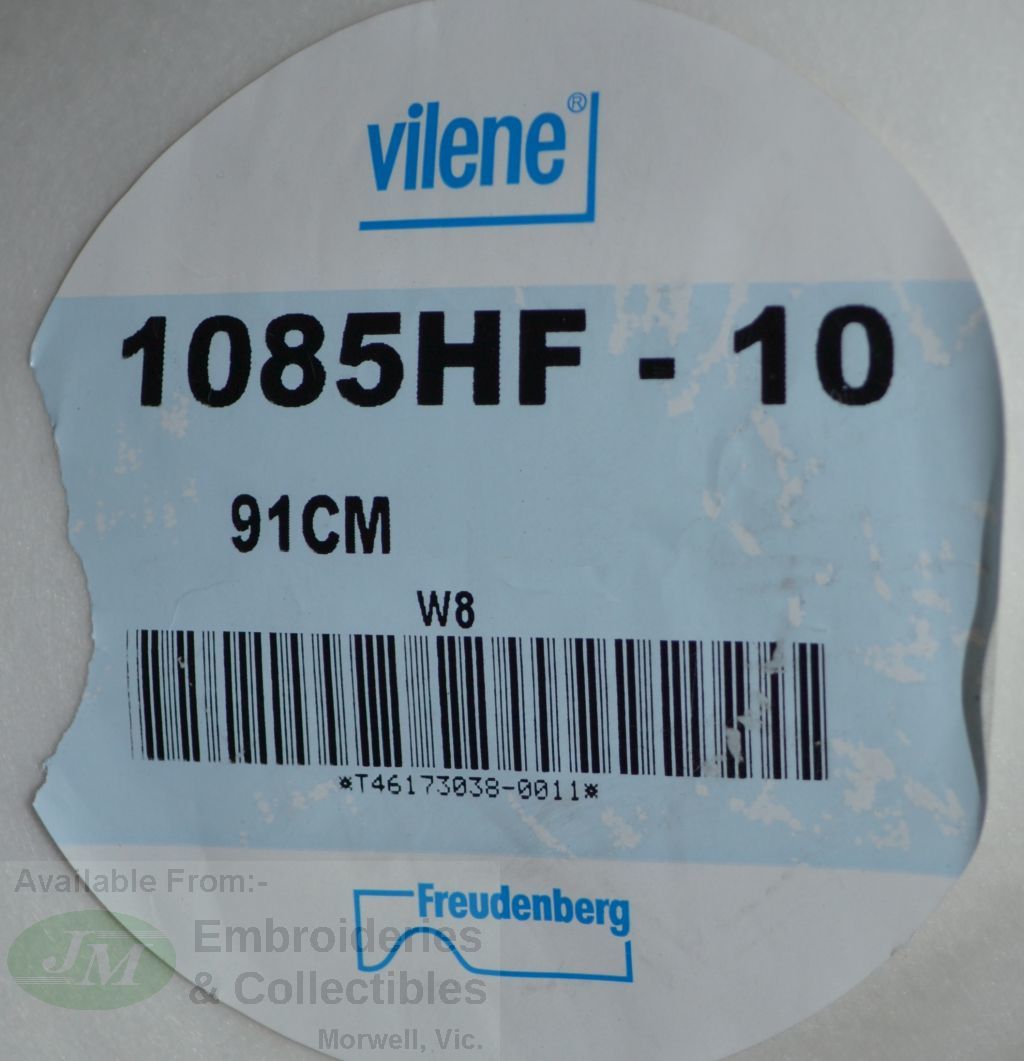 vilene®
1085HF - 10
91CM
W8
*T46173038-0011*
Freudenberg
Available From:-
JM
Embroideries
& Collectibles
Morwell, Vic.